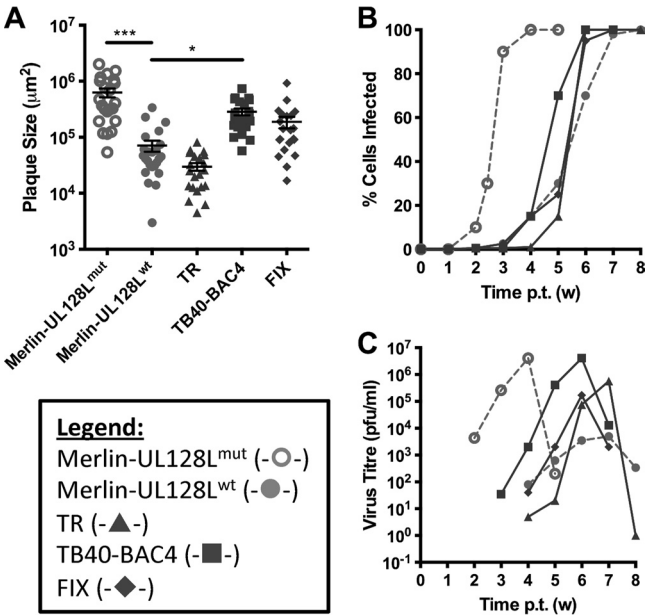 A
B
Plaque Size (μm2)
10⁷
10⁶
10⁵
10⁴
10³
***
*
Merlin-UL128Lᵐᵘᵗ
Merlin-UL128Lʷᵗ
TR
TB40-BAC4
FIX
% Cells Infected
100
80
60
40
20
0
0 1 2 3 4 5 6 7 8
Time p.t. (w)
C
Virus Titre (pfu/ml)
10⁷
10⁶
10⁵
10⁴
10³
10²
10¹
10⁰
10⁻¹
0 1 2 3 4 5 6 7 8
Time p.t. (w)
Legend:
Merlin-UL128Lᵐᵘᵗ (-○-)
Merlin-UL128Lʷᵗ (-●-)
TR (-▲-)
TB40-BAC4 (-■-)
FIX (-◆-)